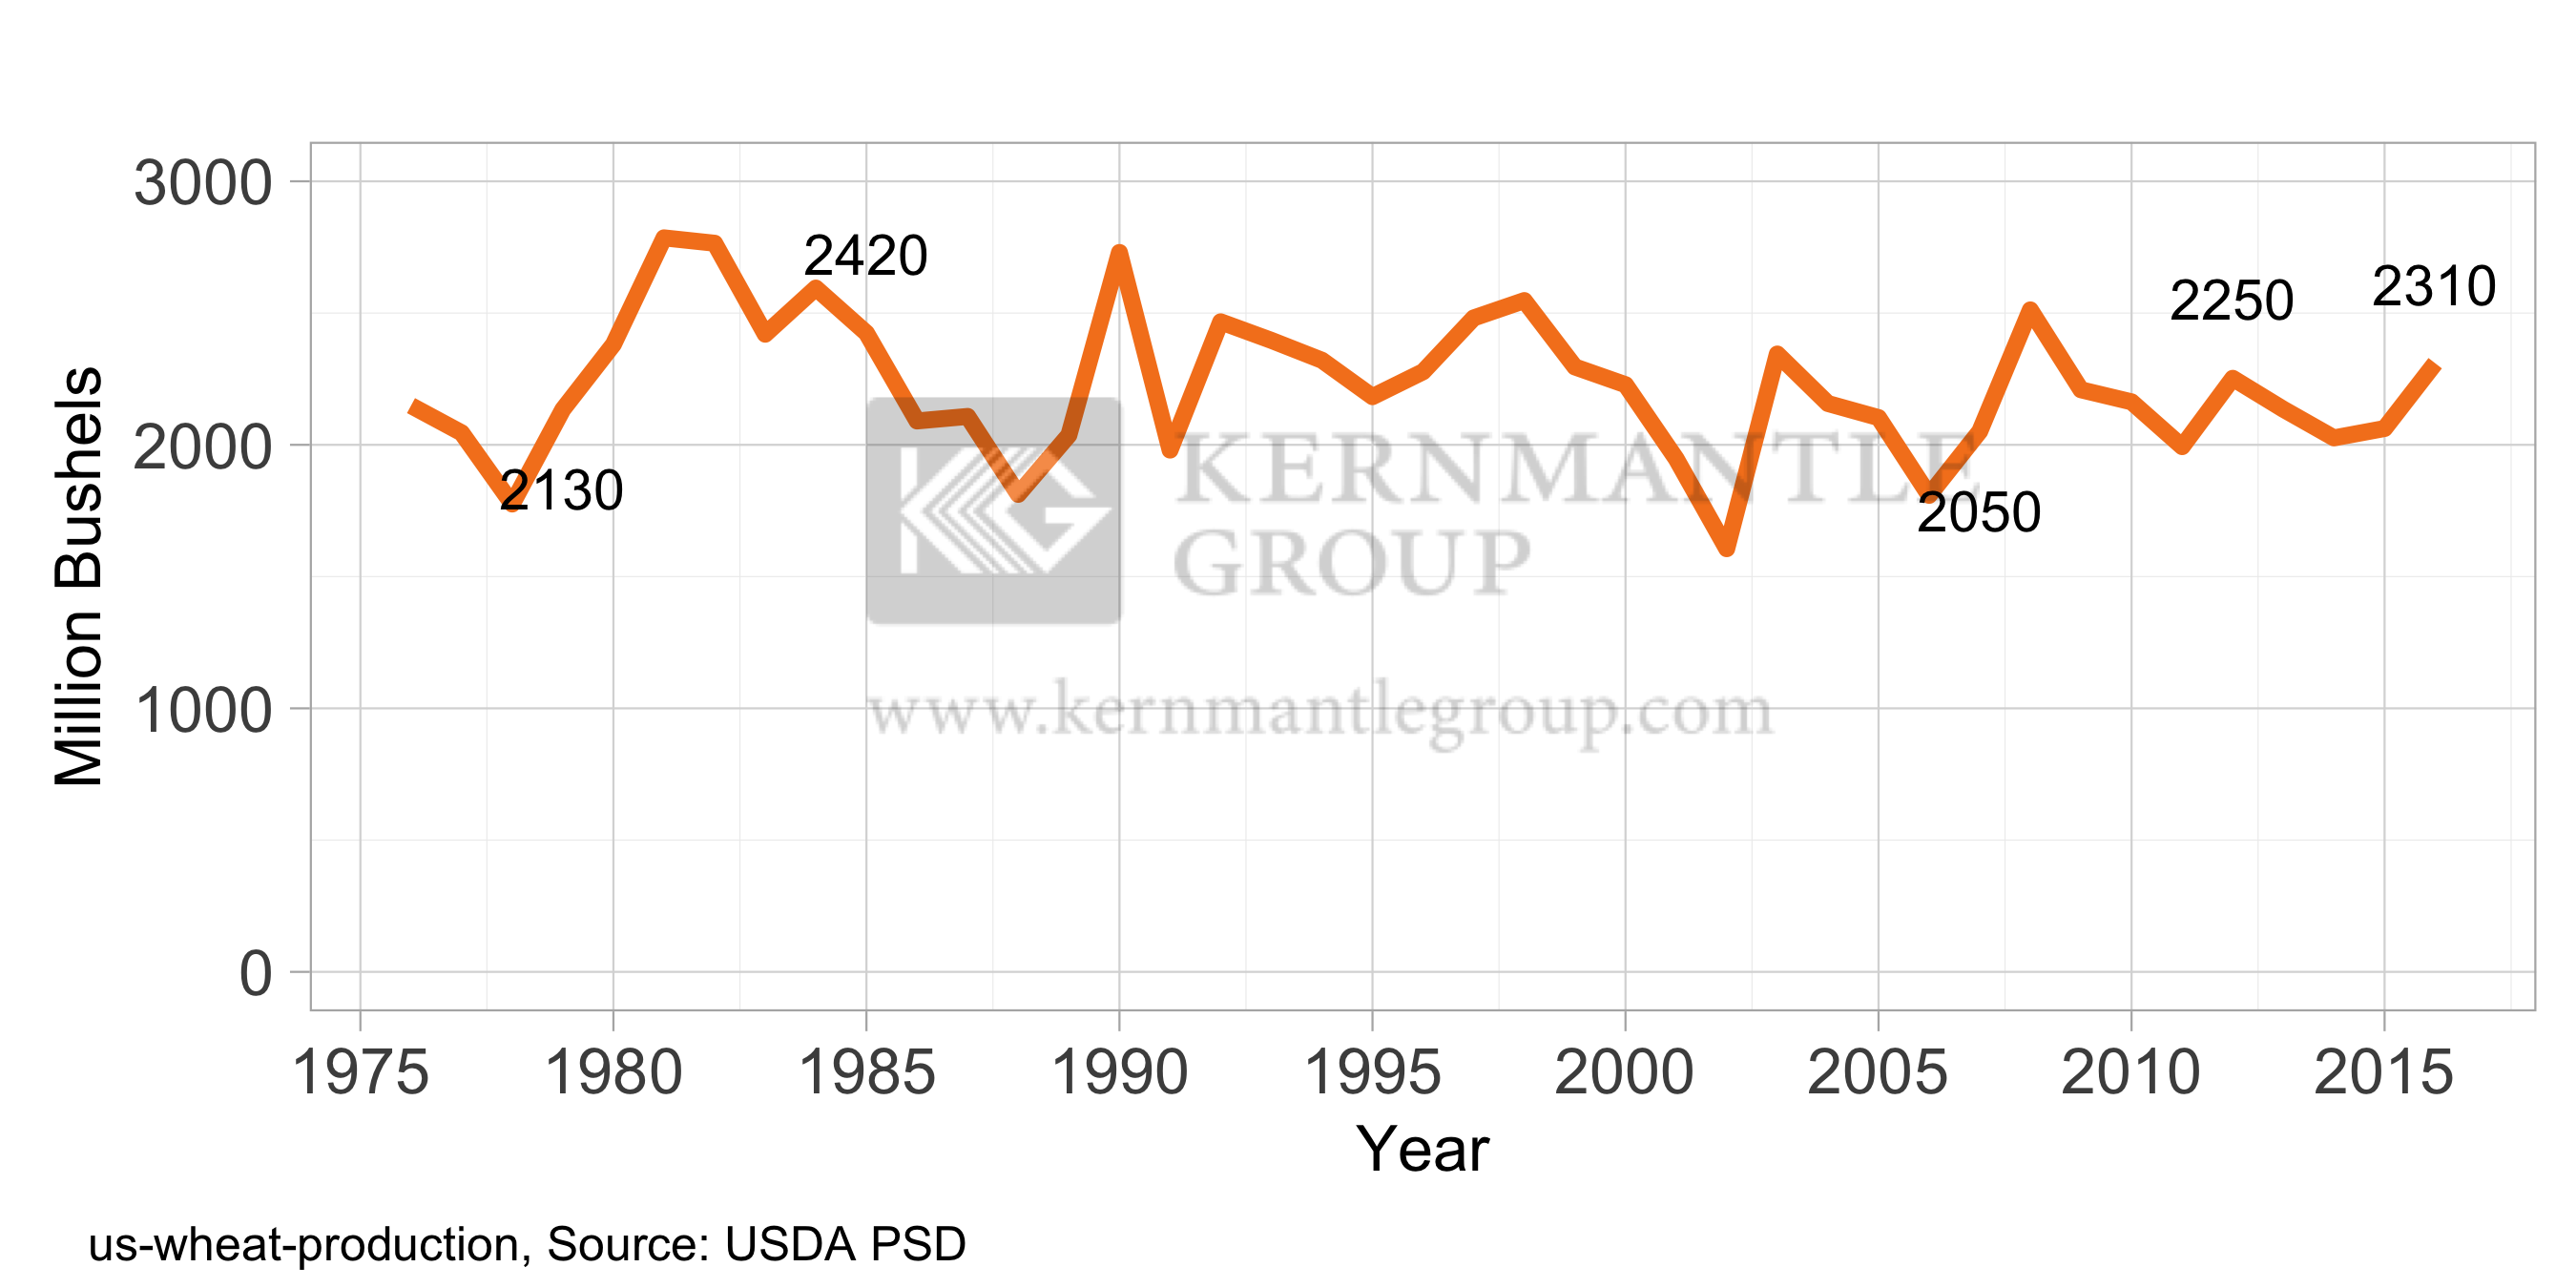 3000
2000
1000
0
Million Bushels
2130
2420
2050
2250
2310
KERNMANTLE
GROUP
www.kernmantlegroup.com
1975 1980 1985 1990 1995 2000 2005 2010 2015
Year
us-wheat-production, Source: USDA PSD